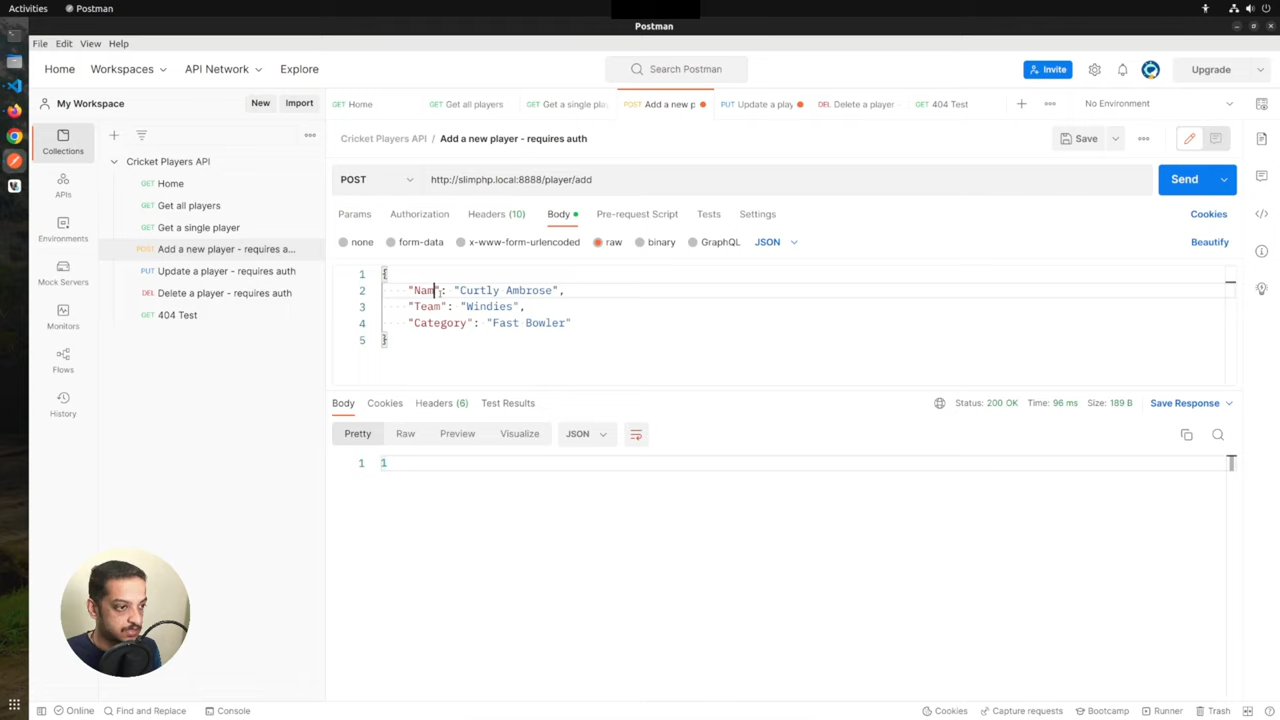 Activities Postman
Postman
File Edit View Help
Home Workspaces API Network Explore Search Postman Invite Upgrade
My Workspace New Import Home GET Get all players GET Get a single pla POST Add a new p PUT Update a play DEL Delete a player GET 404 Test No Environment
Collections
APIs
Environments
Mock Servers
Monitors
Flows
History
Cricket Players API
GET Home
GET Get all players
GET Get a single player
POST Add a new player - requires a...
PUT Update a player - requires auth
DEL Delete a player - requires auth
GET 404 Test
Cricket Players API / Add a new player - requires auth Save
POST http://slimphp.local:8888/player/add Send
Params Authorization Headers (10) Body Pre-request Script Tests Settings Cookies
none form-data x-www-form-urlencoded raw binary GraphQL JSON Beautify
1 {
2 "Nam": "Curtly Ambrose",
3 "Team": "Windies",
4 "Category": "Fast Bowler"
5 }
Body Cookies Headers (6) Test Results Status: 200 OK Time: 96 ms Size: 189 B Save Response
Pretty Raw Preview Visualize JSON
1 1
Online Find and Replace Console Cookies Capture requests Bootcamp Runner Trash